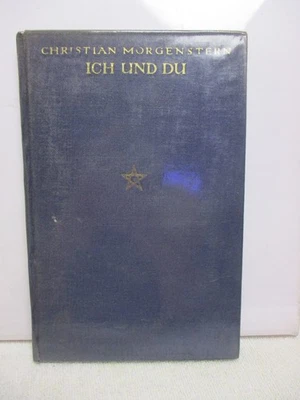 CHRISTIAN MORGENSTERN
ICH UND DU